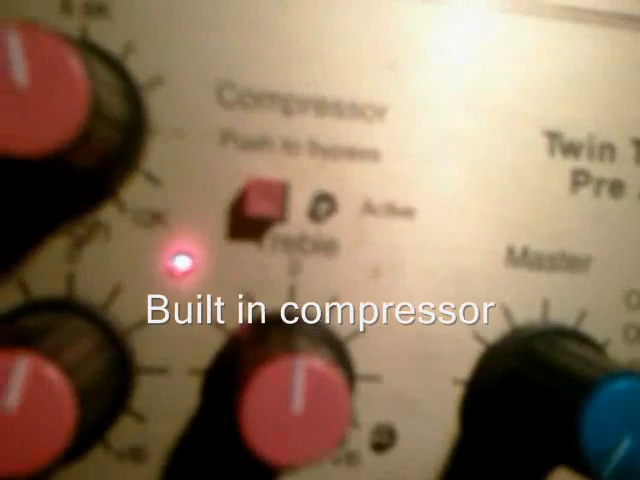 Compressor
Push to bypass
Active
Twin T
Pre
Treble
Master
Built in compressor